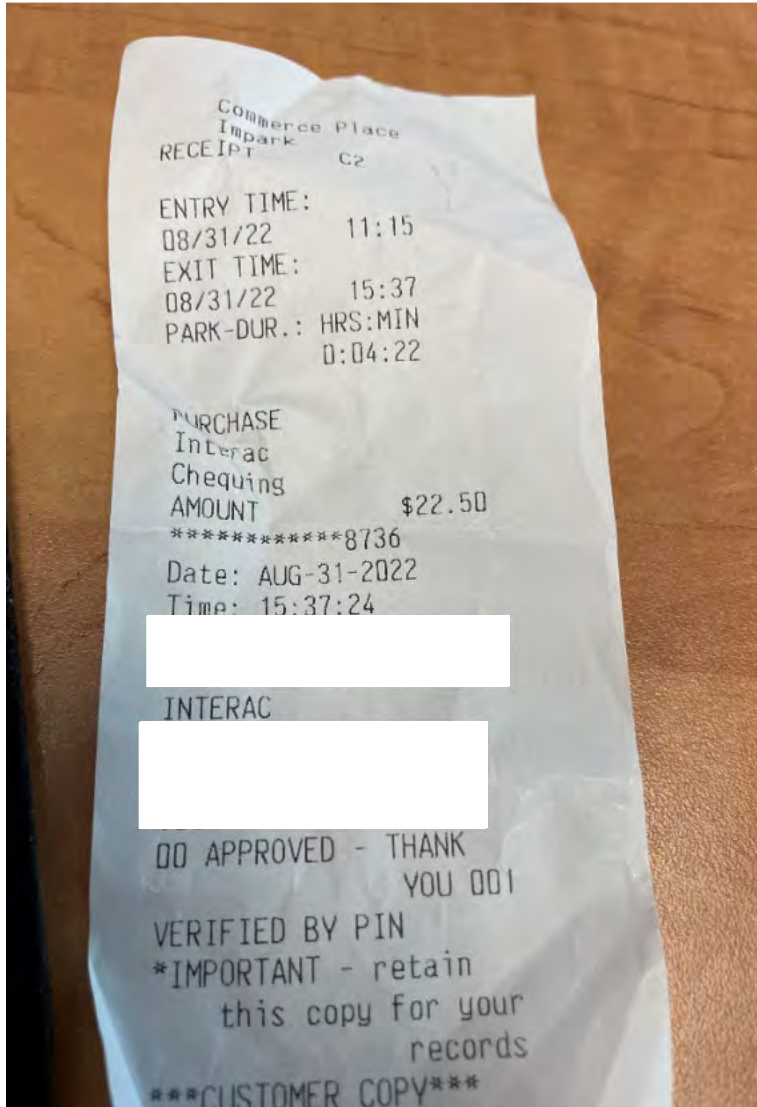 Commerce Place
Impark
RECEIPT C2
ENTRY TIME:
08/31/22 11:15
EXIT TIME:
08/31/22 15:37
PARK-DUR.: HRS:MIN
0:04:22
PURCHASE
Interac
Chequing
AMOUNT $22.50
************8736
Date: AUG-31-2022
Time: 15:37:24
INTERAC
00 APPROVED - THANK
YOU 001
VERIFIED BY PIN
*IMPORTANT - retain
this copy for your
records
***CUSTOMER COPY***